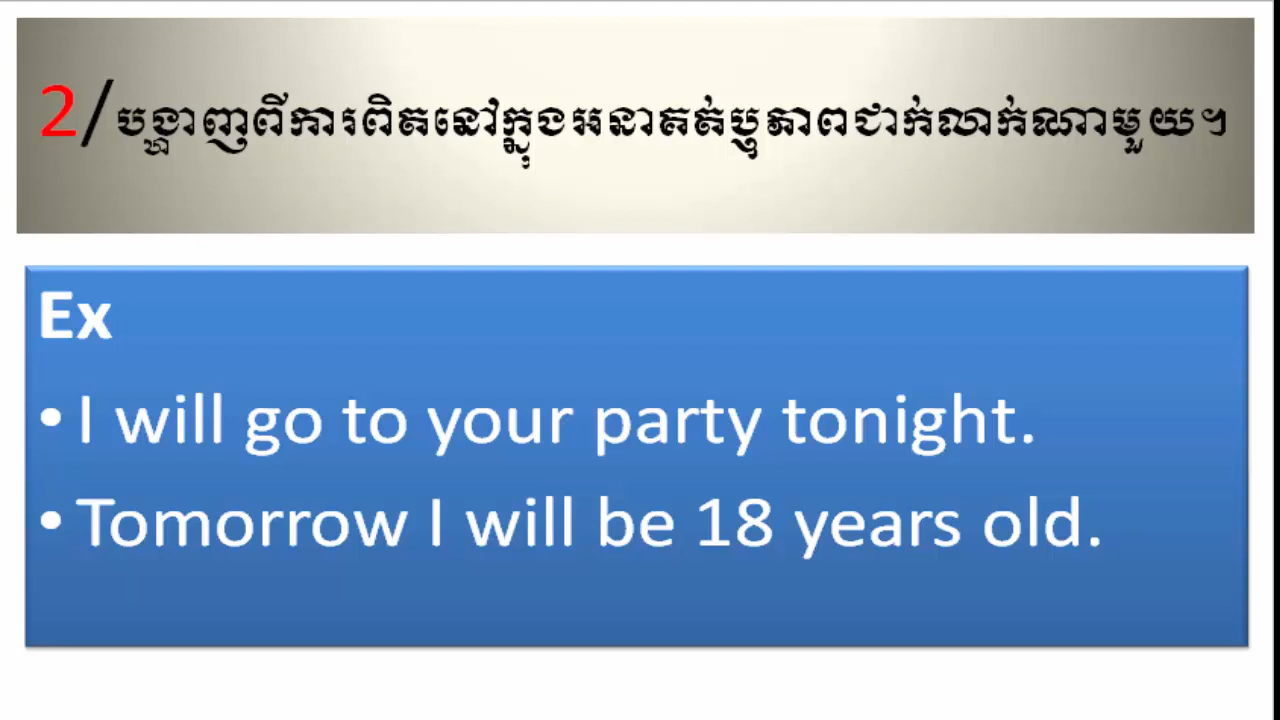 2/បង្ហាញពីការពិតនៅក្នុងអនាគតប្ឬភាពជាក់លាក់ណាមួយ។
Ex
• I will go to your party tonight.
• Tomorrow I will be 18 years old.